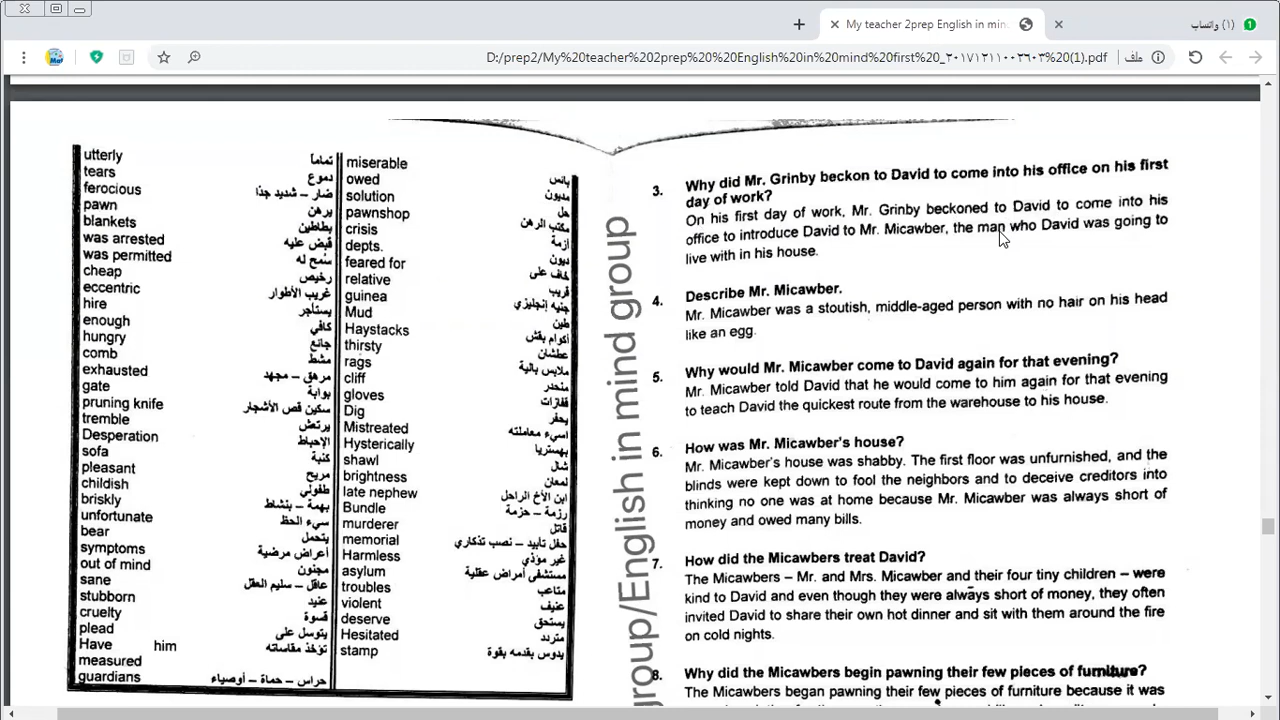 My teacher 2prep English in min
(١) واتساب
1
D:/prep2/My%20teacher%202prep%20%20English%20in%20mind%20first%20_٢٠١٧١٢١١٠٠٢٦٠٣%20(1).pdf
ملف
utterly تماماً
tears دموع
ferocious ضار – شديد جدًا
pawn يرهن
blankets بطاطين
was arrested قبض عليه
was permitted سمح له
cheap رخيص
eccentric غريب الأطوار
hire يستأجر
enough كافي
hungry جائع
comb مشط
exhausted مرهق – مجهد
gate بوابة
pruning knife سكين قص الأشجار
tremble يرتعش
Desperation الإحباط
sofa كنبة
pleasant مريح
childish طفولي
briskly بهمة – بنشاط
unfortunate سيء الحظ
bear يتحمل
symptoms أعراض مرضية
out of mind مجنون
sane عاقل – سليم العقل
stubborn عنيد
cruelty قسوة
plead يتوسل على
Have him تؤخذ مقاساته
measured
guardians حراس – حماة – أوصياء
miserable بائس
owed مديون
solution حل
pawnshop مكتب الرهن
crisis أزمة
depts. ديون
feared for خاف على
relative قريب
guinea جنيه إنجليزي
Mud طين
Haystacks أكوام بقش
thirsty عطشان
rags ملابس بالية
cliff منحدر
gloves قفازات
Dig يحفر
Mistreated اسيء معاملته
Hysterically بهستريا
shawl شال
brightness لمعان
late nephew ابن الأخ الراحل
Bundle رزمة – حزمة
murderer قاتل
memorial حفل تأبيد – نصب تذكاري
Harmless غير مؤذي
asylum مستشفى أمراض عقلية
troubles متاعب
violent عنيف
deserve يستحق
Hesitated متردد
stamp يدوس بقدمه بقوة
group/English in mind group
3. Why did Mr. Grinby beckon to David to come into his office on his first
day of work?
On his first day of work, Mr. Grinby beckoned to David to come into his
office to introduce David to Mr. Micawber, the man who David was going to
live with in his house.
4. Describe Mr. Micawber.
Mr. Micawber was a stoutish, middle-aged person with no hair on his head
like an egg.
5. Why would Mr. Micawber come to David again for that evening?
Mr. Micawber told David that he would come to him again for that evening
to teach David the quickest route from the warehouse to his house.
6. How was Mr. Micawber's house?
Mr. Micawber's house was shabby. The first floor was unfurnished, and the
blinds were kept down to fool the neighbors and to deceive creditors into
thinking no one was at home because Mr. Micawber was always short of
money and owed many bills.
7. How did the Micawbers treat David?
The Micawbers – Mr. and Mrs. Micawber and their four tiny children – were
kind to David and even though they were always short of money, they often
invited David to share their own hot dinner and sit with them around the fire
on cold nights.
8. Why did the Micawbers begin pawning their few pieces of furniture?
The Micawbers began pawning their few pieces of furniture because it was